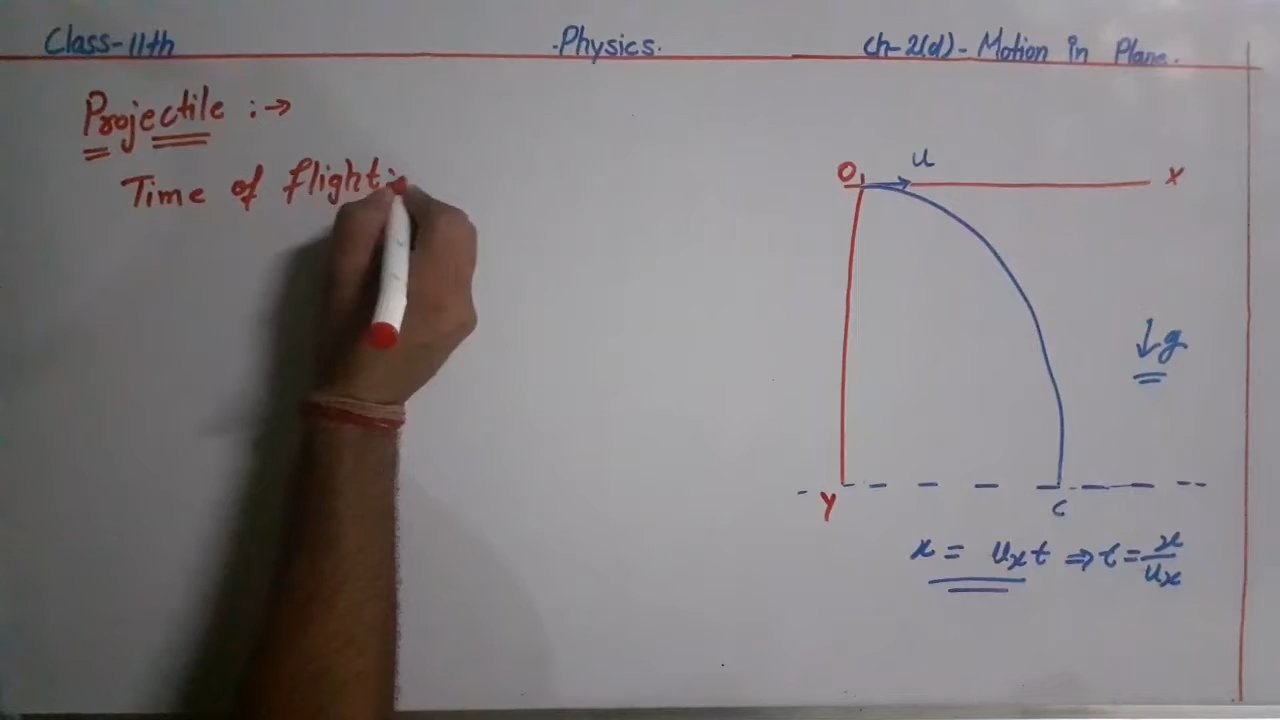 Class-11th .Physics. Ch-2(d)- Motion in Plane.
Projectile :→
Time of flight:
u
O
X
↓g
Y
C
x = uₓt ⇒ t = x/uₓ